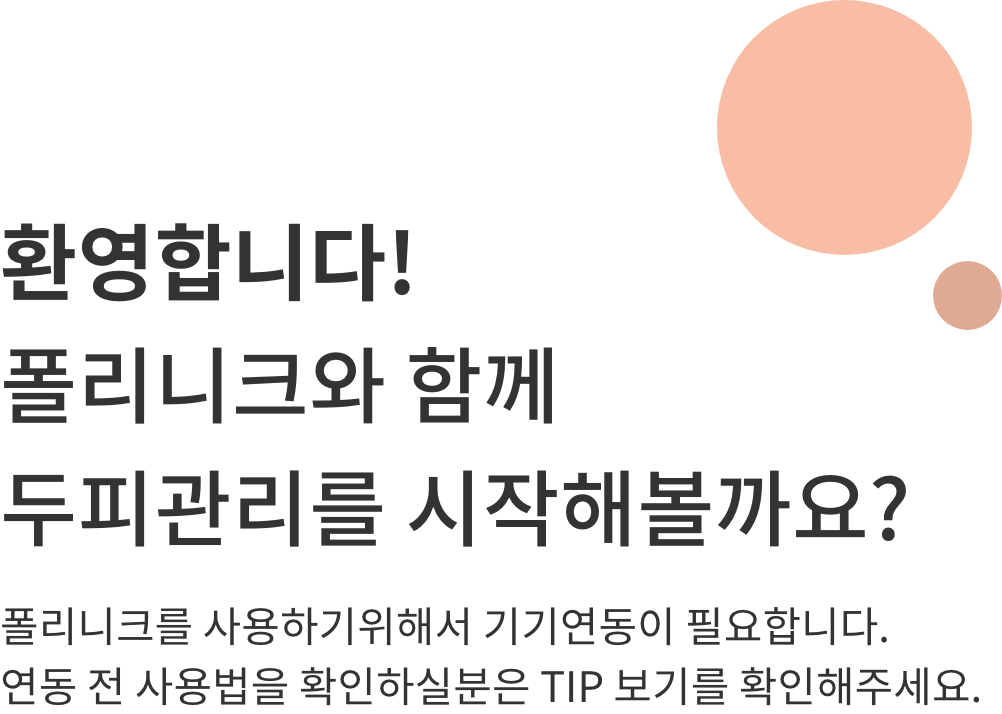 환영합니다!
폴리니크와 함께
두피관리를 시작해볼까요?
폴리니크를 사용하기위해서 기기연동이 필요합니다.
연동 전 사용법을 확인하실분은 TIP 보기를 확인해주세요.